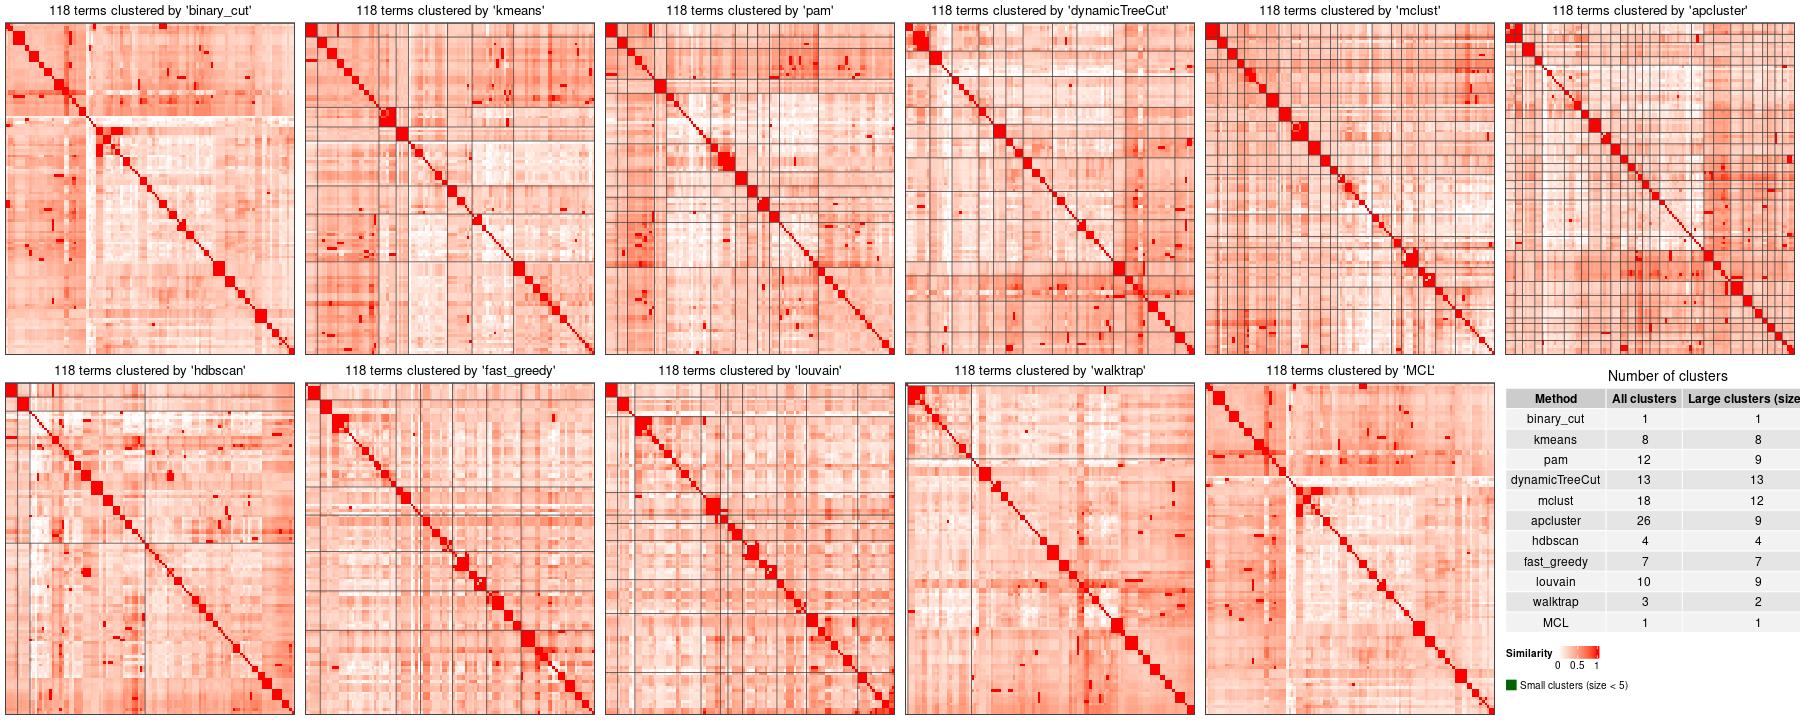 118 terms clustered by 'binary_cut'
118 terms clustered by 'kmeans'
118 terms clustered by 'pam'
118 terms clustered by 'dynamicTreeCut'
118 terms clustered by 'mclust'
118 terms clustered by 'apcluster'
118 terms clustered by 'hdbscan'
118 terms clustered by 'fast_greedy'
118 terms clustered by 'louvain'
118 terms clustered by 'walktrap'
118 terms clustered by 'MCL'
Number of clusters
Method All clusters Large clusters (size
binary_cut 1 1
kmeans 8 8
pam 12 9
dynamicTreeCut 13 13
mclust 18 12
apcluster 26 9
hdbscan 4 4
fast_greedy 7 7
louvain 10 9
walktrap 3 2
MCL 1 1
Similarity
0 0.5 1
Small clusters (size < 5)